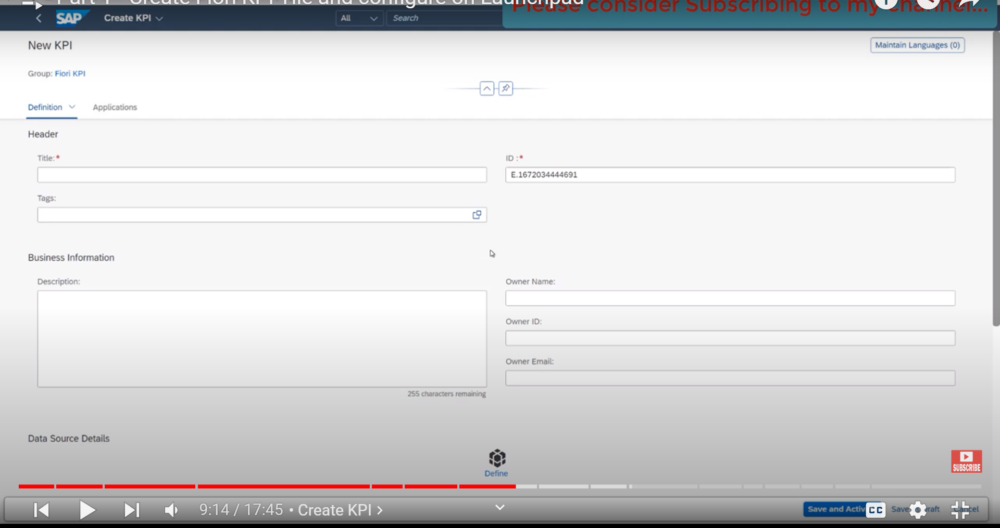 Part 1 - Create Fiori KPI Tile and configure on Launchpad
Please consider Subscribing to my channel...
SAP Create KPI All Search
New KPI Maintain Languages (0)
Group: Fiori KPI
Definition Applications
Header
Title:* ID :*
E.1672034444691
Tags:
Business Information
Description: Owner Name:
Owner ID:
Owner Email:
255 characters remaining
Data Source Details
Define
SUBSCRIBE
9:14 / 17:45 • Create KPI
Save and Activ CC Save raft ncel